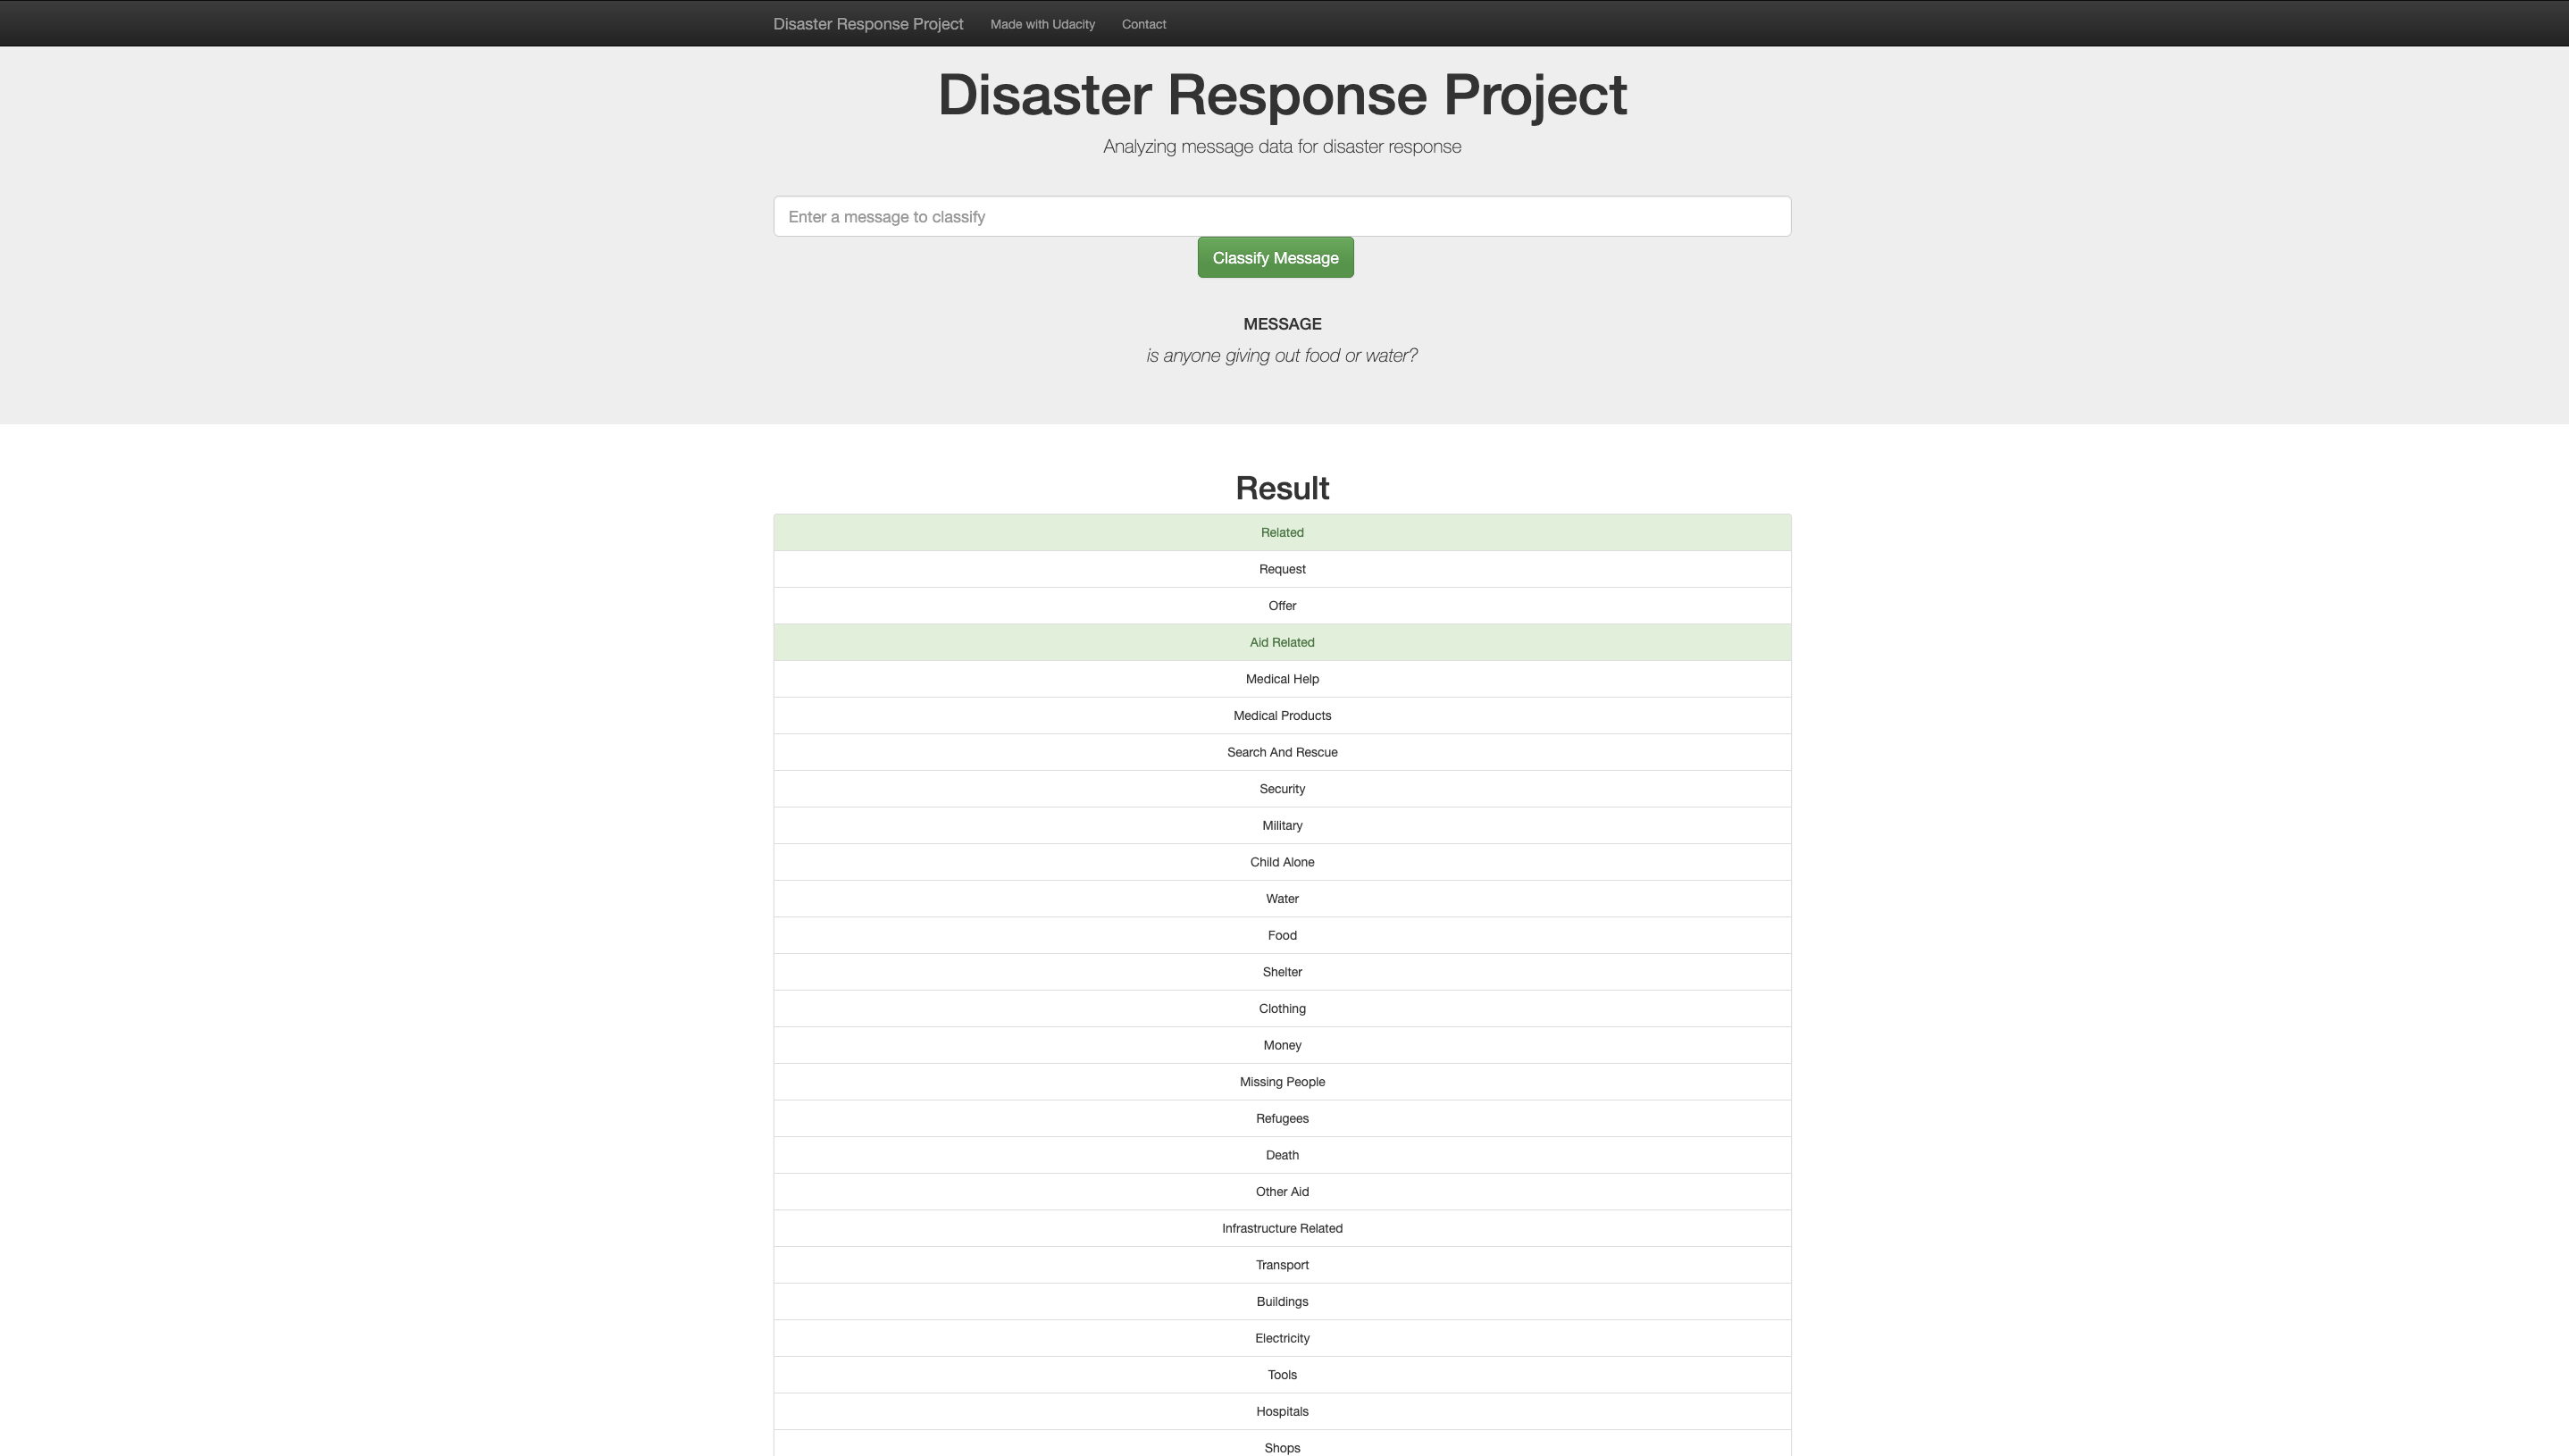 Disaster Response Project Made with Udacity Contact
Disaster Response Project
Analyzing message data for disaster response
Enter a message to classify
Classify Message
MESSAGE
is anyone giving out food or water?
Result
Related
Request
Offer
Aid Related
Medical Help
Medical Products
Search And Rescue
Security
Military
Child Alone
Water
Food
Shelter
Clothing
Money
Missing People
Refugees
Death
Other Aid
Infrastructure Related
Transport
Buildings
Electricity
Tools
Hospitals
Shops